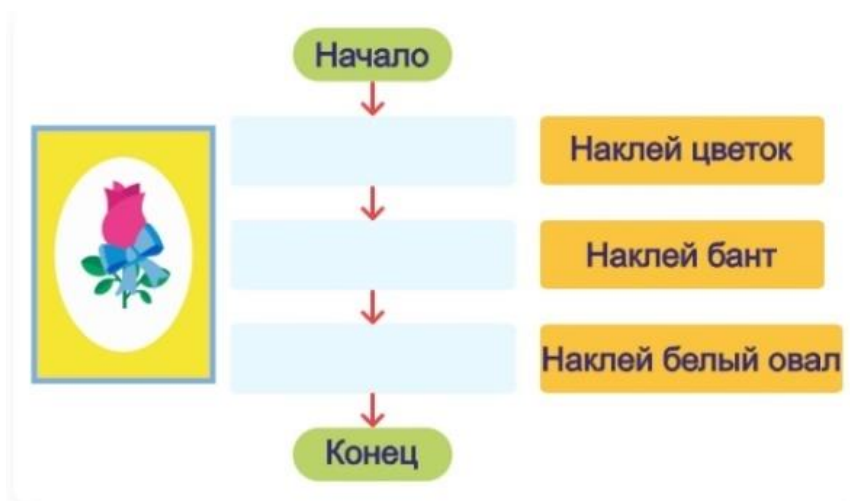 Начало
Наклей цветок
Наклей бант
Наклей белый овал
Конец